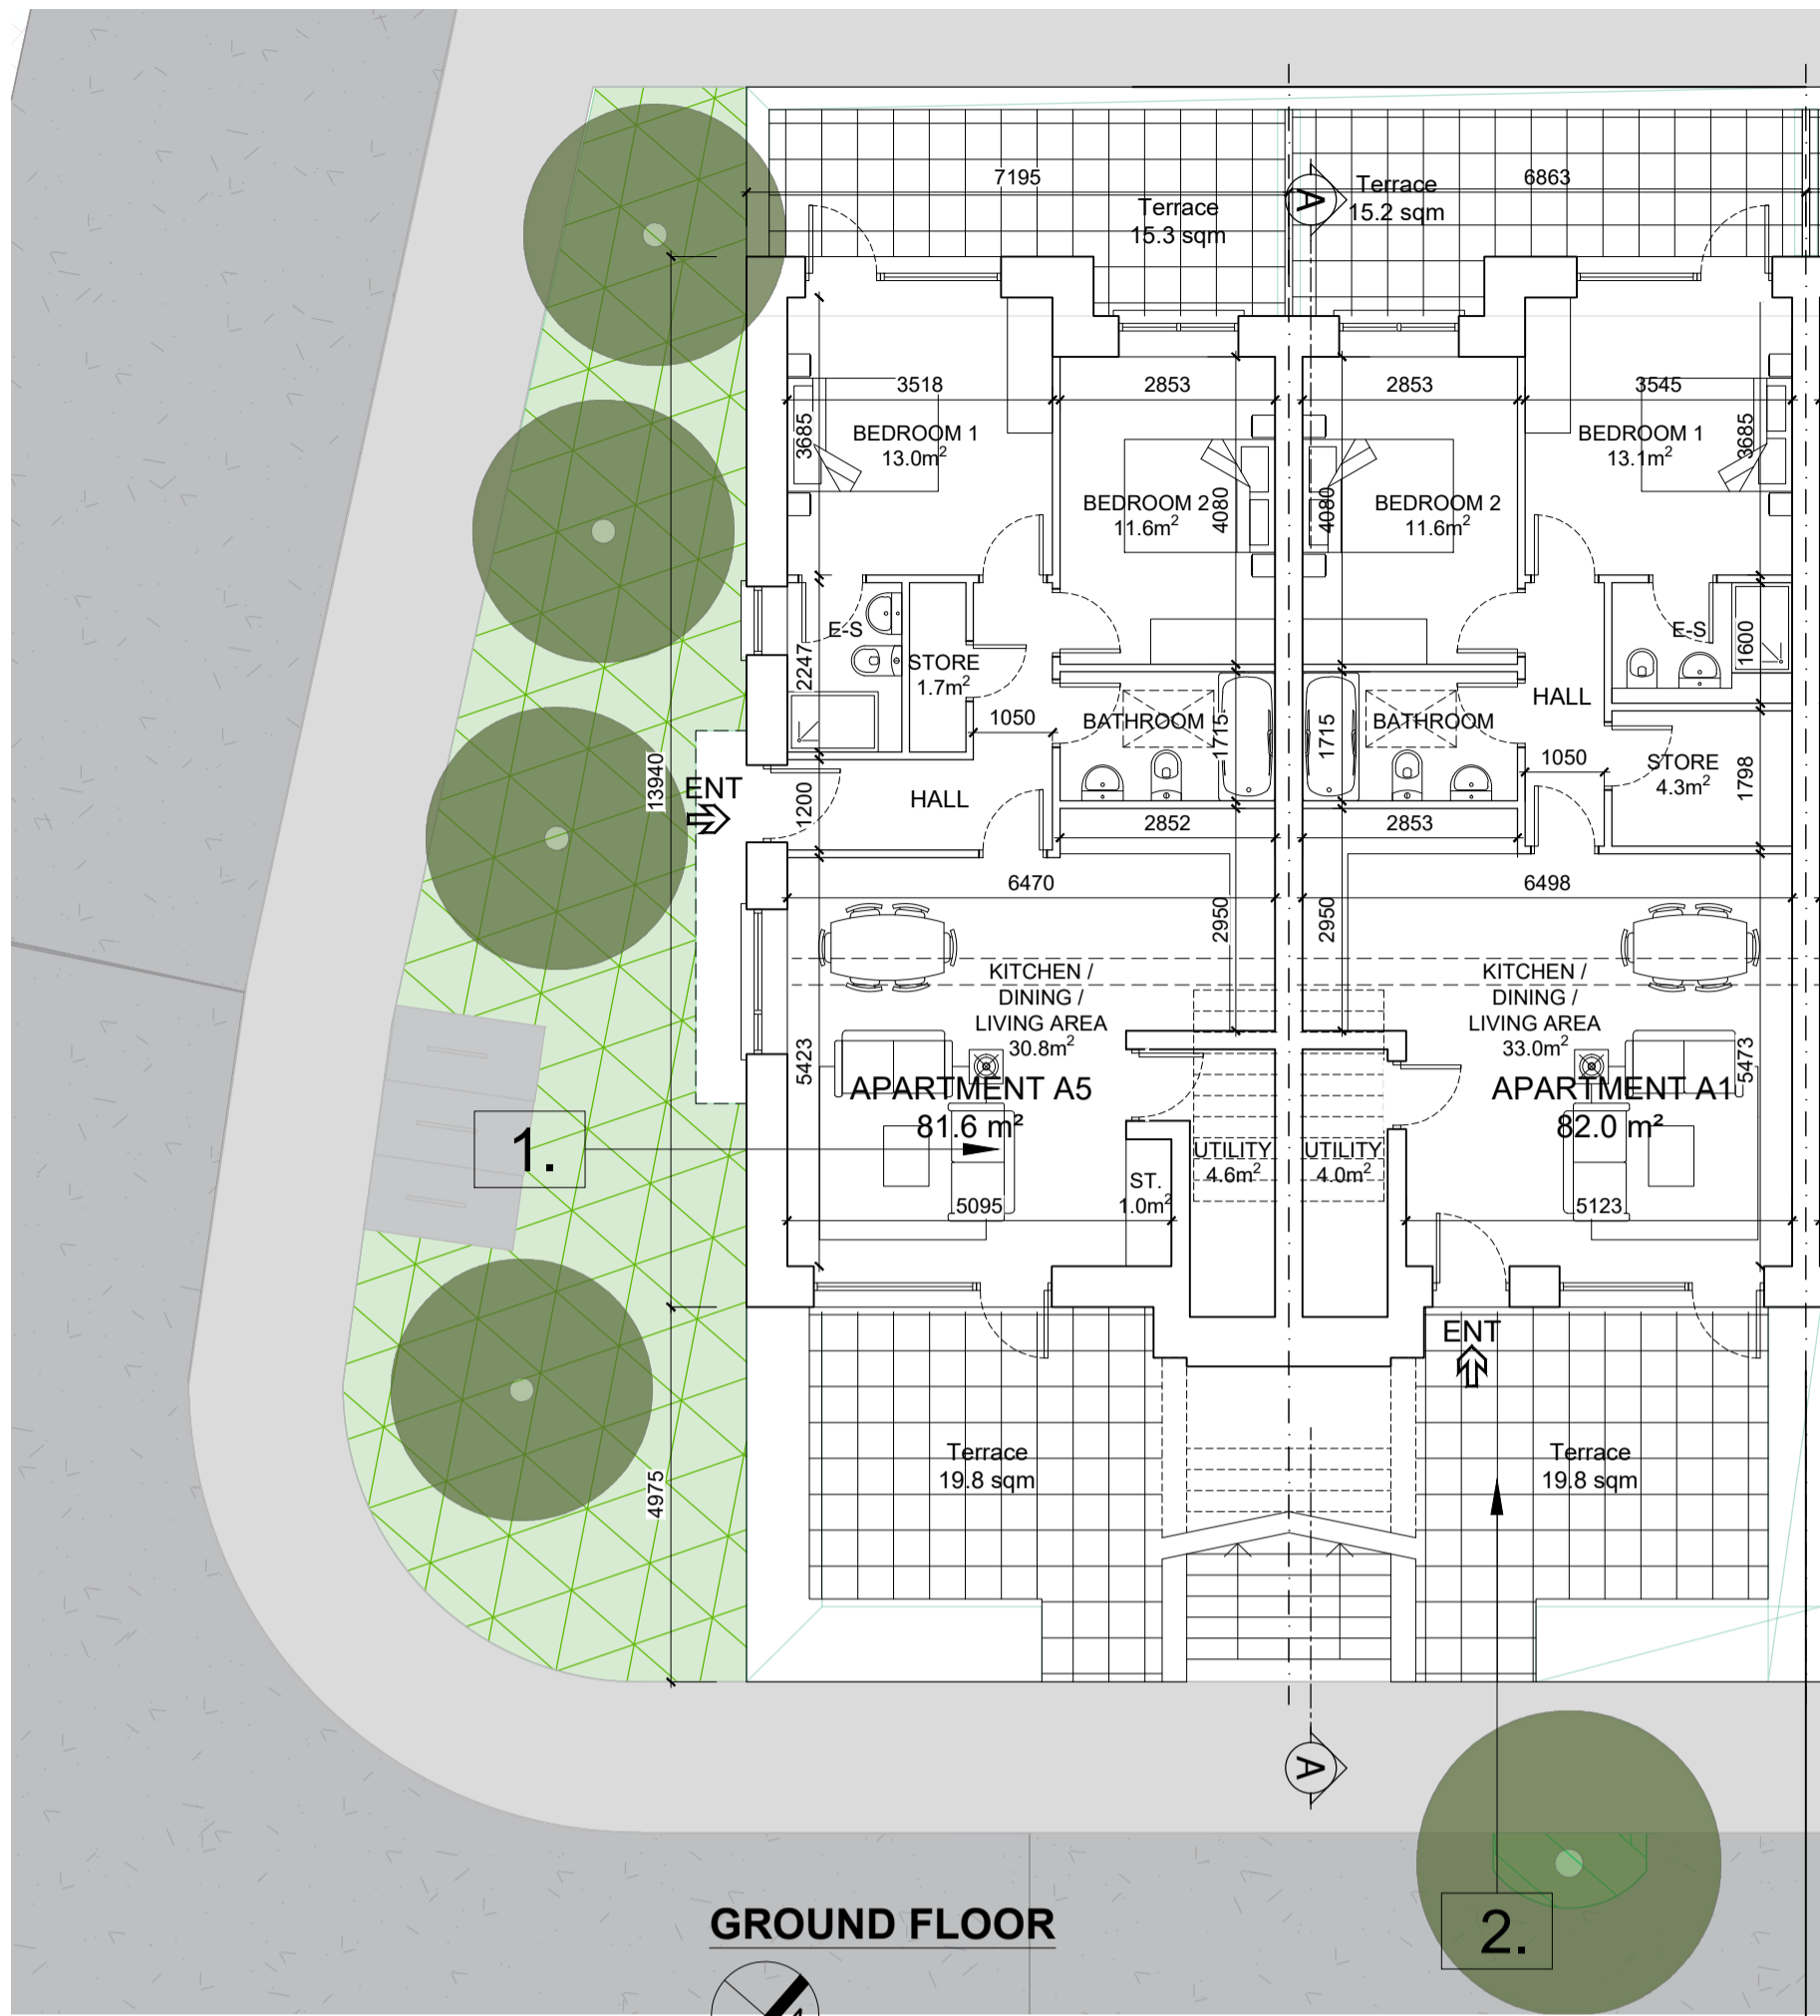 7195
6863
Terrace
15.3 sqm
A
Terrace
15.2 sqm
3518
2853
2853
3545
3685
BEDROOM 1
13.0m²
BEDROOM 2
11.6m²
4080
4080
BEDROOM 2
11.6m²
BEDROOM 1
13.1m²
3685
E-S
2247
STORE
1.7m²
1050
BATHROOM
1715
1715
BATHROOM
HALL
E-S
1600
1050
STORE
4.3m²
1798
13940
ENT
1200
HALL
2852
2853
6470
6498
2950
2950
KITCHEN /
DINING /
LIVING AREA
30.8m²
KITCHEN /
DINING /
LIVING AREA
33.0m²
5423
5473
APARTMENT A5
81.6 m²
APARTMENT A1
82.0 m²
1.
UTILITY
4.6m²
UTILITY
4.0m²
ST.
1.0m²
5095
5123
ENT
Terrace
19.8 sqm
Terrace
19.8 sqm
4975
A
GROUND FLOOR
2.